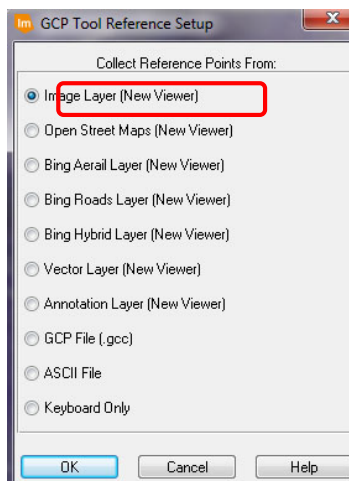 Im GCP Tool Reference Setup
Collect Reference Points From:
Image Layer (New Viewer)
Open Street Maps (New Viewer)
Bing Aerail Layer (New Viewer)
Bing Roads Layer (New Viewer)
Bing Hybrid Layer (New Viewer)
Vector Layer (New Viewer)
Annotation Layer (New Viewer)
GCP File (.gcc)
ASCII File
Keyboard Only
OK Cancel Help